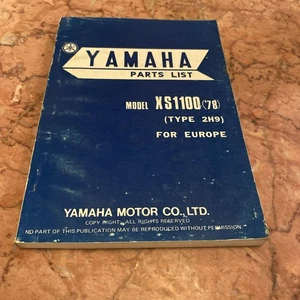 YAMAHA
PARTS LIST
MODEL XS1100('78)
(TYPE 2H9)
FOR EUROPE
YAMAHA MOTOR CO., LTD.
COPY RIGHT, ALL RIGHTS RESERVED
NO PART OF THIS PUBLICATION MAY BE REPRODUCED WITHOUT PERMISSION.